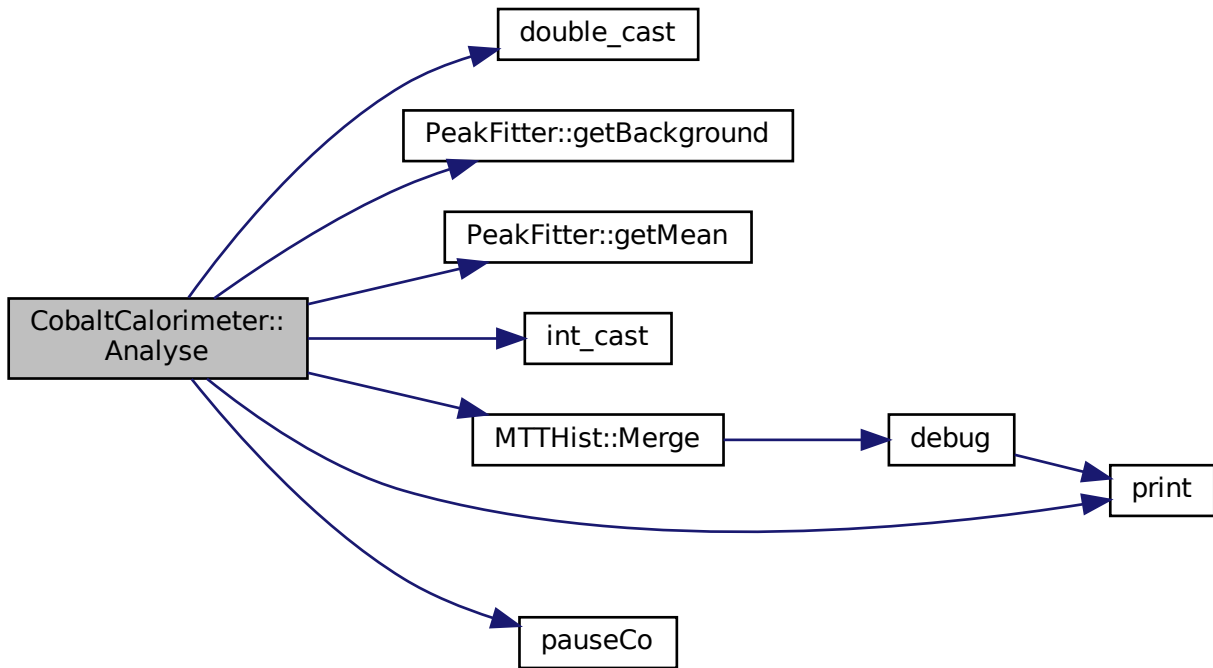 double_cast
PeakFitter::getBackground
PeakFitter::getMean
CobaltCalorimeter::
Analyse
int_cast
MTTHist::Merge
debug
print
pauseCo